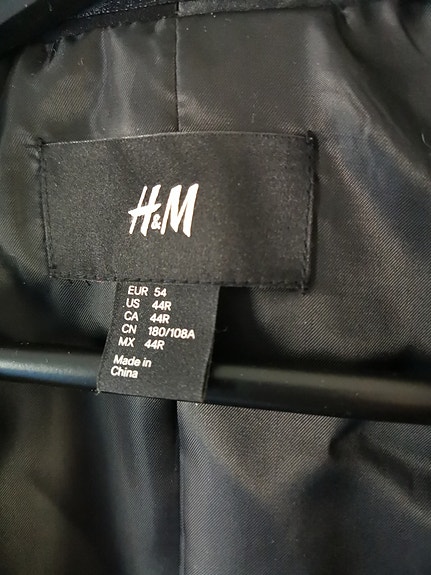 H&M
EUR 54
US 44R
CA 44R
CN 180/108A
MX 44R
Made in
China